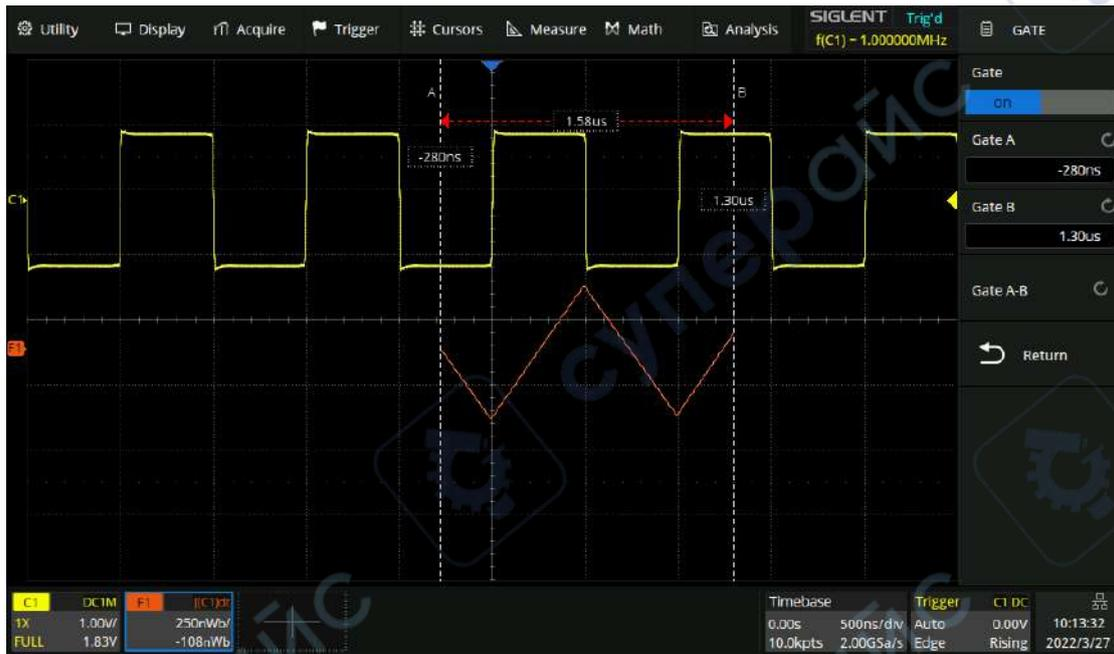 Utility Display Acquire Trigger Cursors Measure Math Analysis
SIGLENT Trig'd
f(C1) = 1.000000MHz
GATE
Gate
on
Gate A
-280ns
Gate B
1.30us
Gate A-B
Return
A
B
1.58us
-280ns
1.30us
C1
F1
суперайс
C1 DC1M
1X 1.00V/
FULL 1.83V
F1 ∫(C1)dt
250nWb/
-108nWb
Timebase
0.00s 500ns/div
10.0kpts 2.00GSa/s
Trigger C1 DC
Auto 0.00V
Edge Rising
10:13:32
2022/3/27